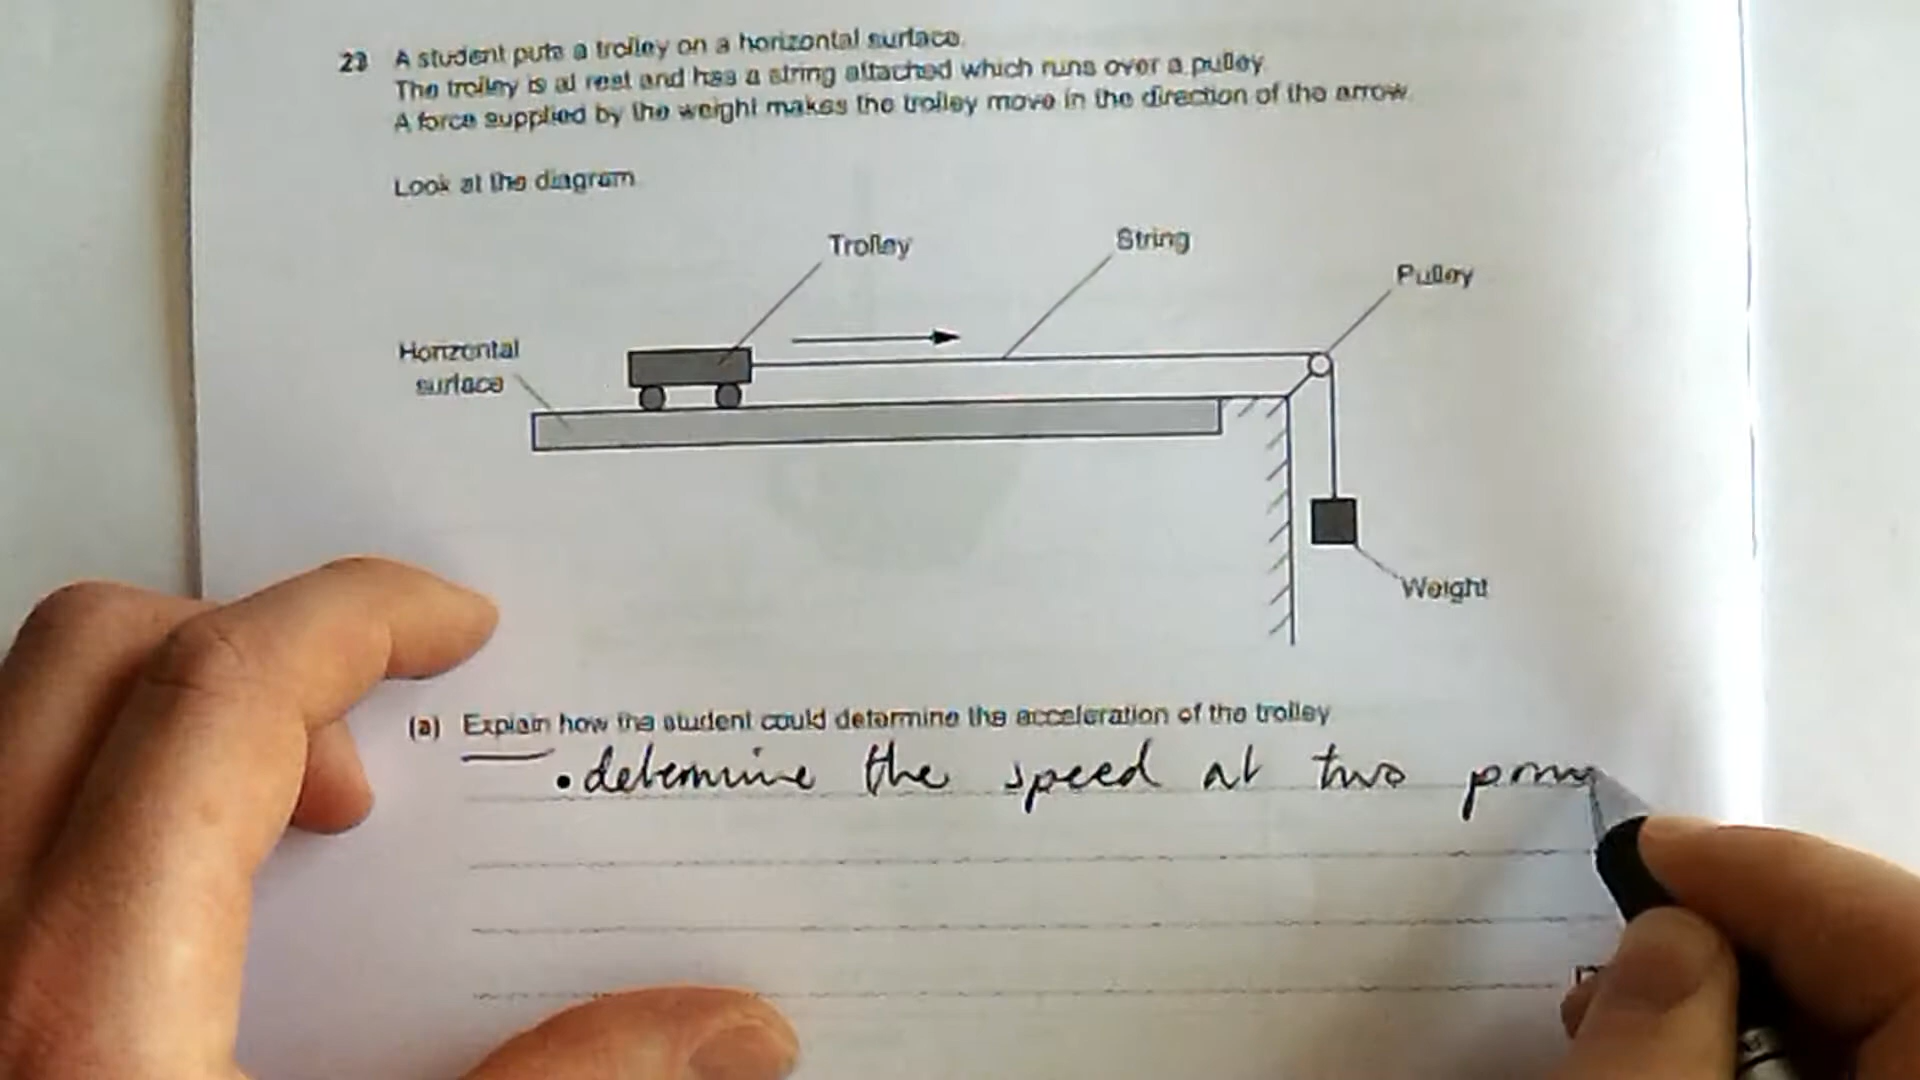 23 A student puts a trolley on a horizontal surface.
The trolley is at rest and has a string attached which runs over a pulley.
A force supplied by the weight makes the trolley move in the direction of the arrow.
Look at the diagram.
Trolley
String
Pulley
Horizontal
surface
Weight
(a) Explain how the student could determine the acceleration of the trolley
• determine the speed at two